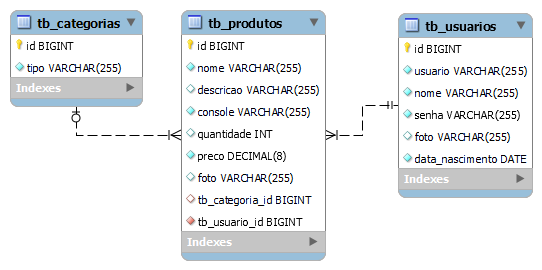 tb_categorias
id BIGINT
tipo VARCHAR(255)
Indexes
tb_produtos
id BIGINT
nome VARCHAR(255)
descricao VARCHAR(255)
console VARCHAR(255)
quantidade INT
preco DECIMAL(8)
foto VARCHAR(255)
tb_categoria_id BIGINT
tb_usuario_id BIGINT
Indexes
tb_usuarios
id BIGINT
usuario VARCHAR(255)
nome VARCHAR(255)
senha VARCHAR(255)
foto VARCHAR(255)
data_nascimento DATE
Indexes